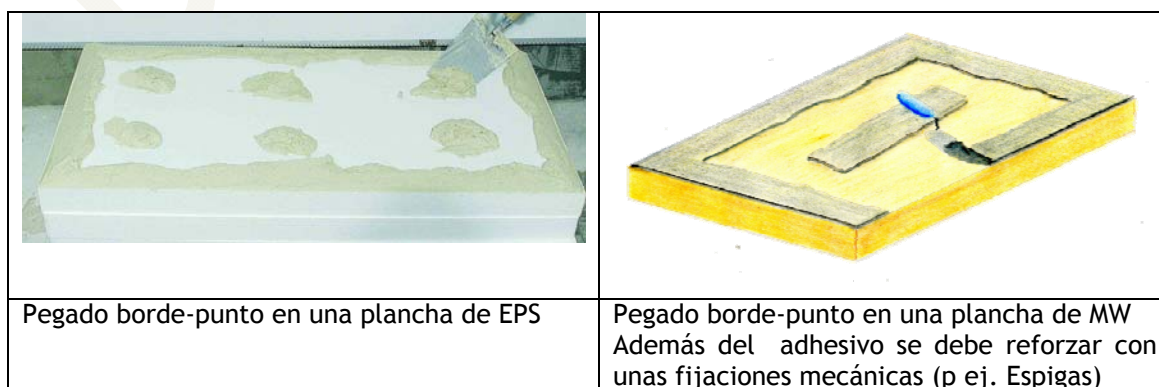 Pegado borde-punto en una plancha de EPS
Pegado borde-punto en una plancha de MW
Además del adhesivo se debe reforzar con
unas fijaciones mecánicas (p ej. Espigas)